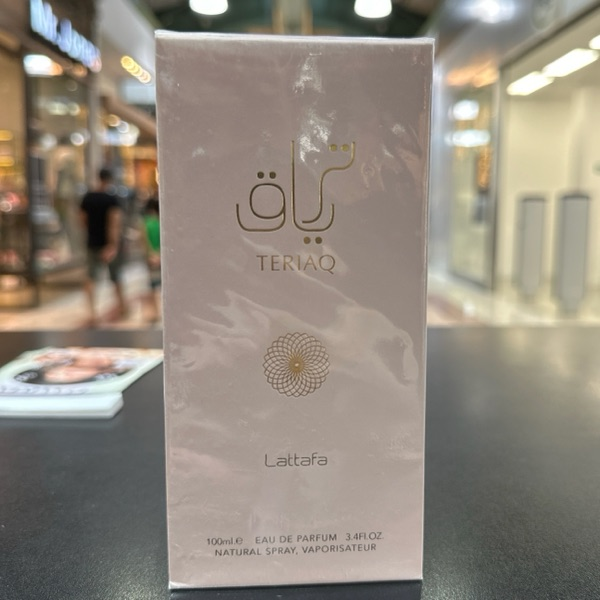 ترياق
TERIAQ
Lattafa
100ml.e EAU DE PARFUM 3.4FL.OZ.
NATURAL SPRAY, VAPORISATEUR